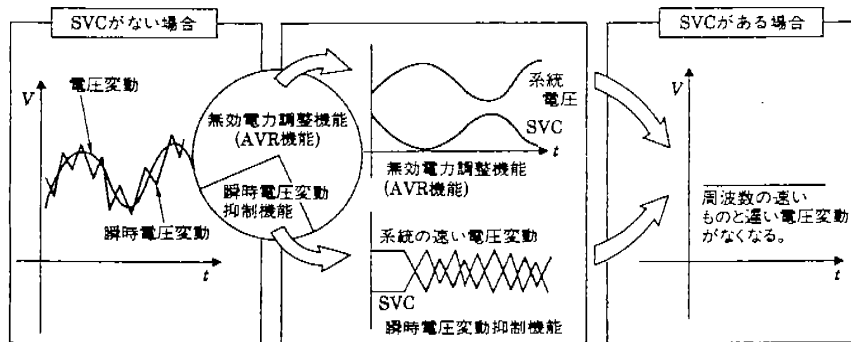 SVCがない場合
V
電圧変動
瞬時電圧変動
t
無効電力調整機能
(AVR機能)
瞬時電圧変動
抑制機能
系統
電圧
SVC
t
無効電力調整機能
(AVR機能)
系統の速い電圧変動
SVC
瞬時電圧変動抑制機能
SVCがある場合
V
周波数の速い
ものと遅い電圧変動
がなくなる。
t